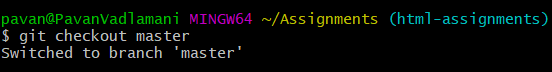 pavan@PavanVadlamani MINGW64 ~/Assignments (html-assignments)
$ git checkout master
Switched to branch 'master'